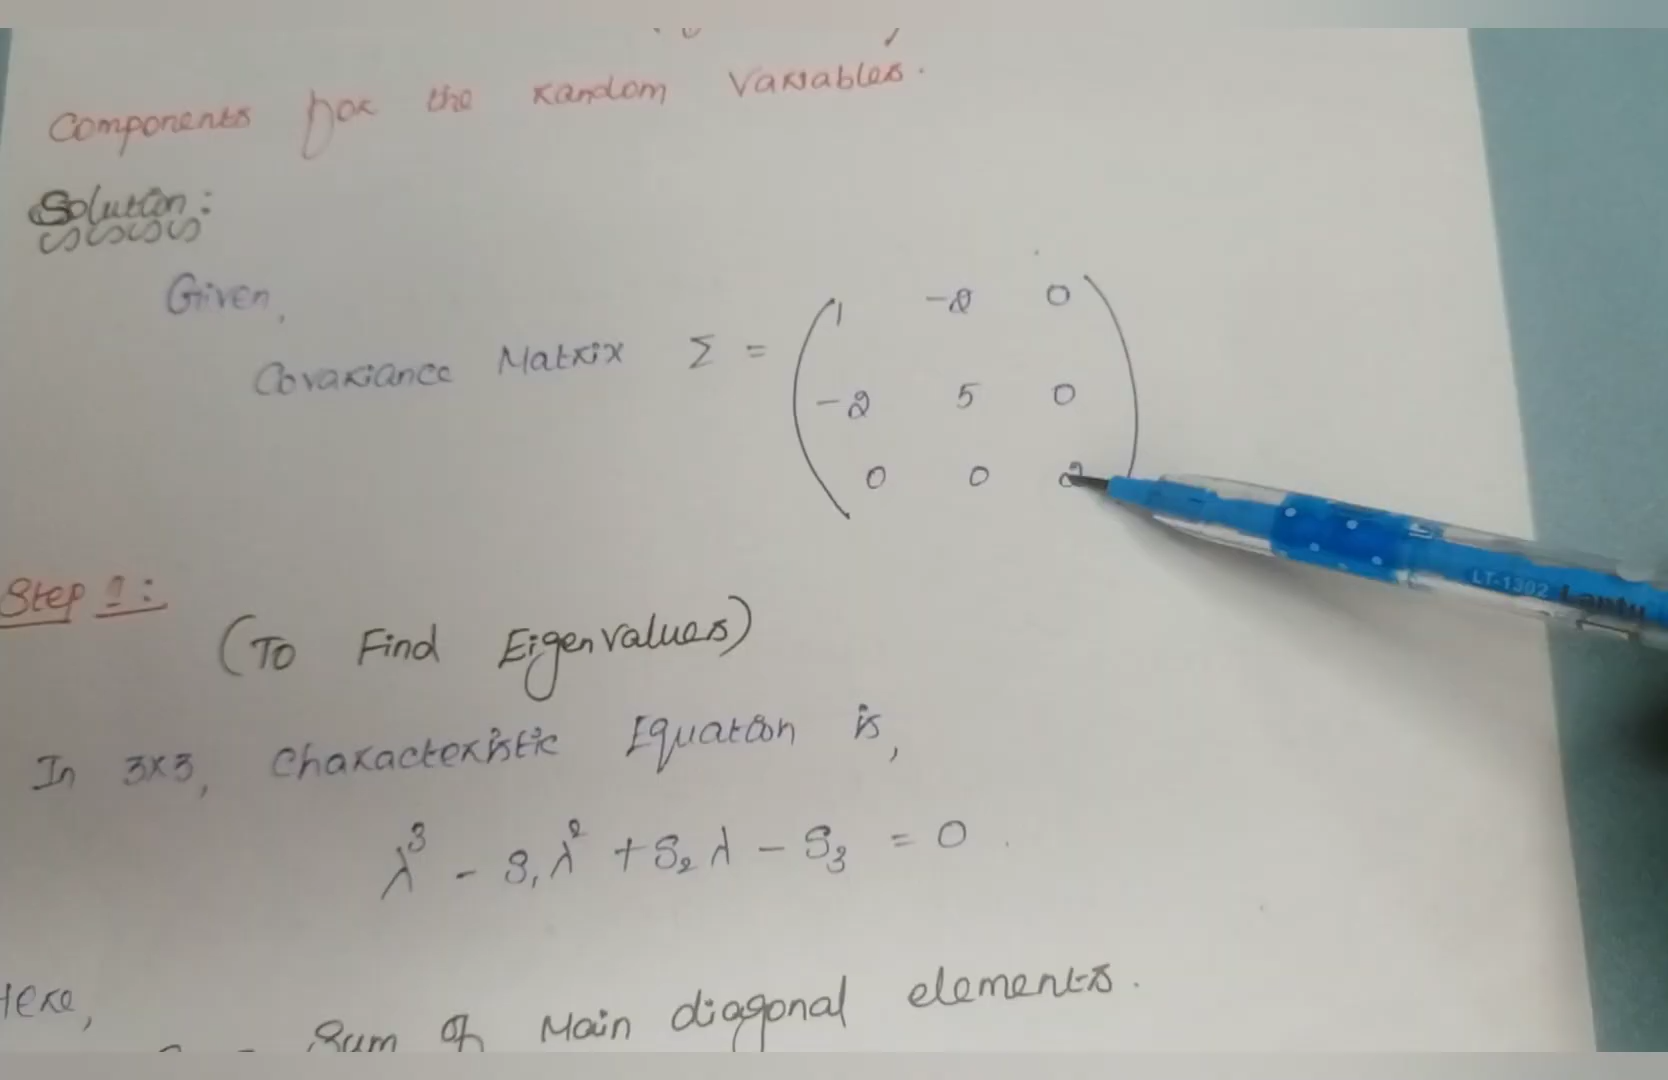 Components for the random variables.
Solution:
Given,
Covariance Matrix Σ =
1 -2 0
-2 5 0
0 0 2
LT-1302
Step 1:
(To Find Eigenvalues)
In 3x3, Characteristic Equation is,
λ³ - S₁λ² + S₂λ - S₃ = 0.
Here,
Sum of Main diagonal elements.